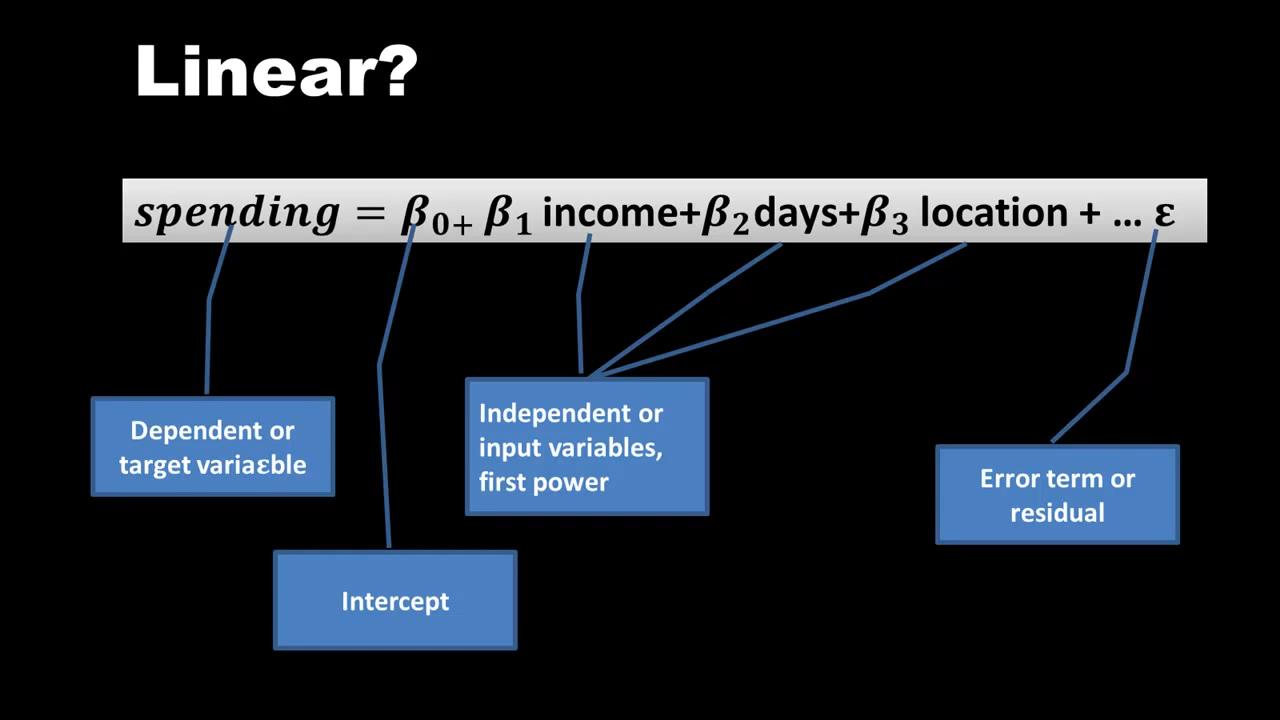 Linear?
spending = β₀₊ β₁ income+β₂days+β₃ location + … ε
Dependent or
target variaεble
Independent or
input variables,
first power
Error term or
residual
Intercept